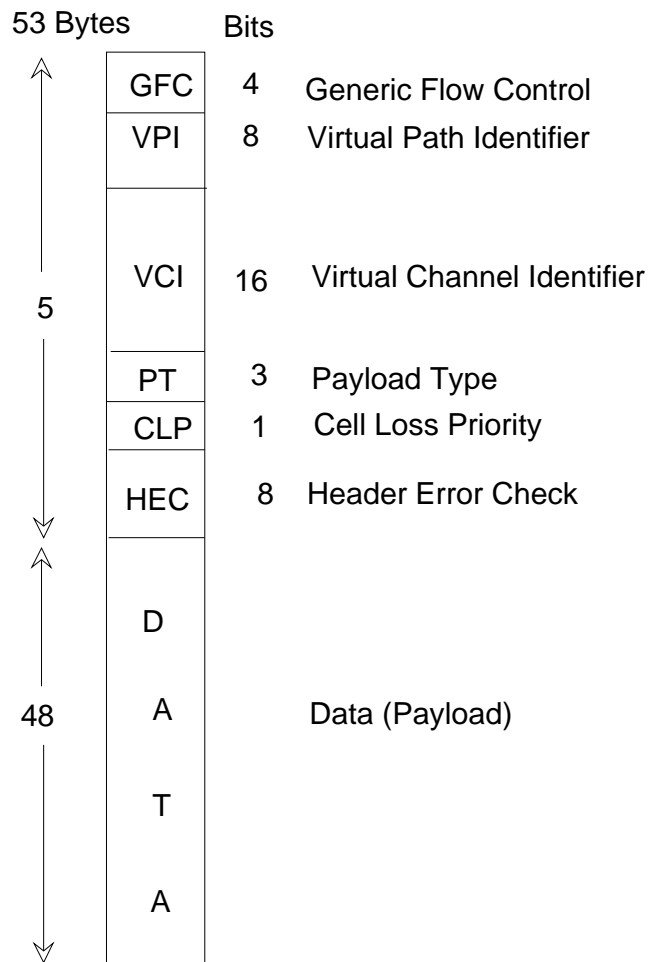 53 Bytes Bits
GFC 4 Generic Flow Control
VPI 8 Virtual Path Identifier
VCI 16 Virtual Channel Identifier
5
PT 3 Payload Type
CLP 1 Cell Loss Priority
HEC 8 Header Error Check
D
48 A Data (Payload)
T
A